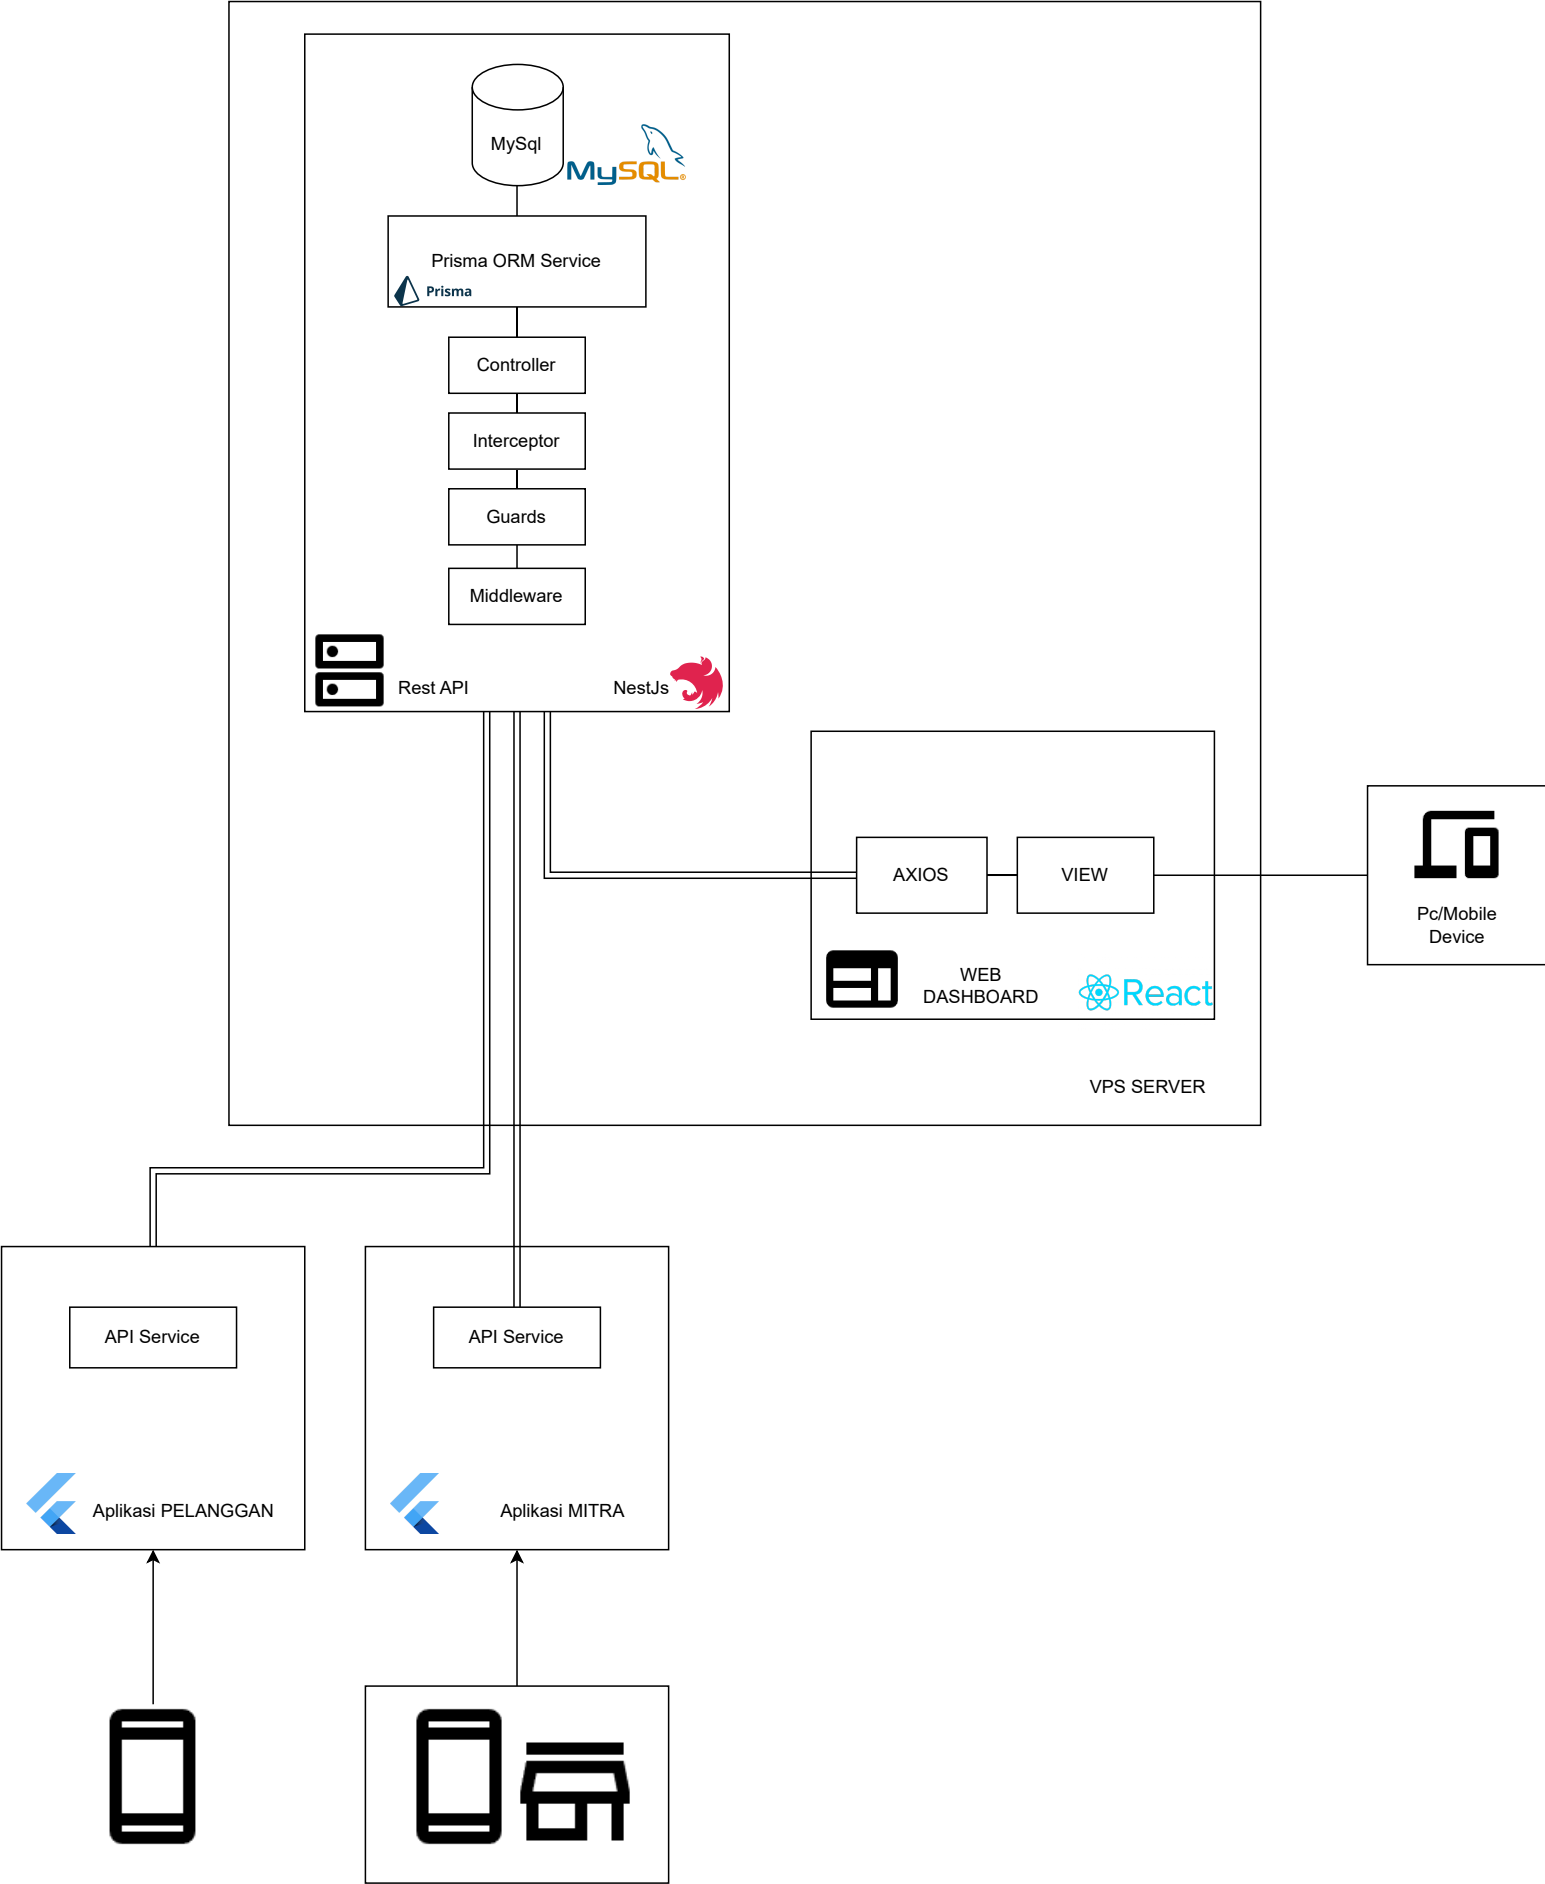 MySql
MySQL®
Prisma ORM Service
Prisma
Controller
Interceptor
Guards
Middleware
Rest API
NestJs
AXIOS
VIEW
WEB
DASHBOARD
React
Pc/Mobile
Device
VPS SERVER
API Service
API Service
Aplikasi PELANGGAN
Aplikasi MITRA